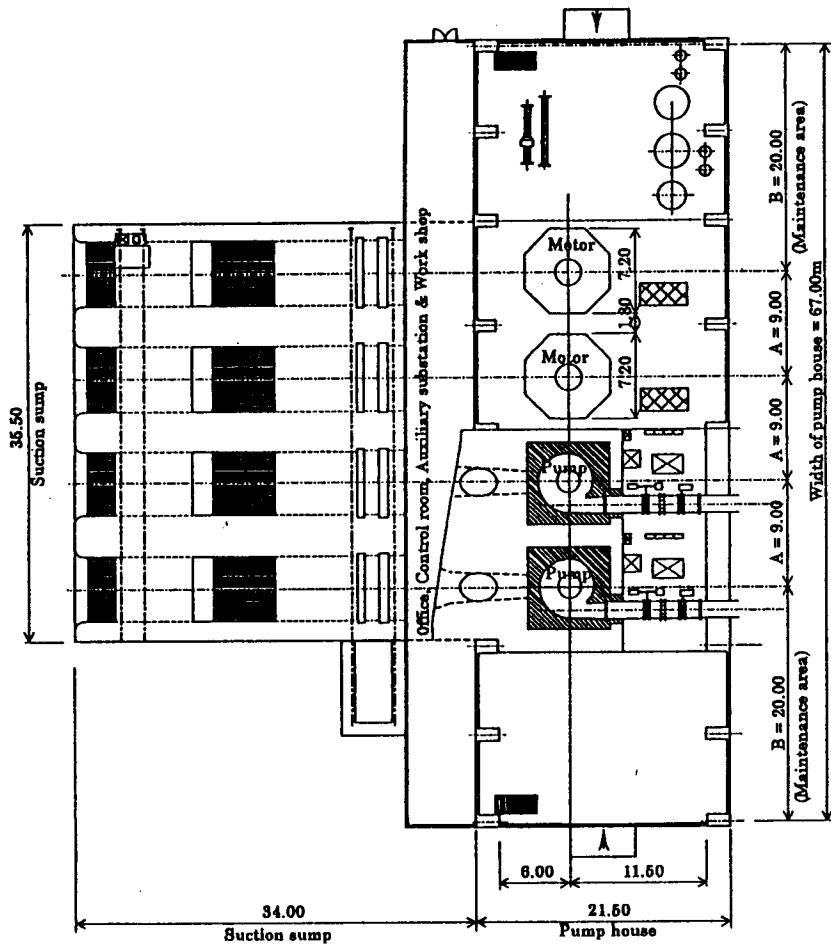 Motor
7.20
1.80
Motor
7.20
Pump
Pump
Office, Control room, Auxiliary substation & Work shop
35.50
Suction sump
B = 20.00
(Maintenance area)
A = 9.00
A = 9.00
A = 9.00
B = 20.00
(Maintenance area)
Width of pump house = 67.00m
6.00
11.50
34.00
Suction sump
21.50
Pump house